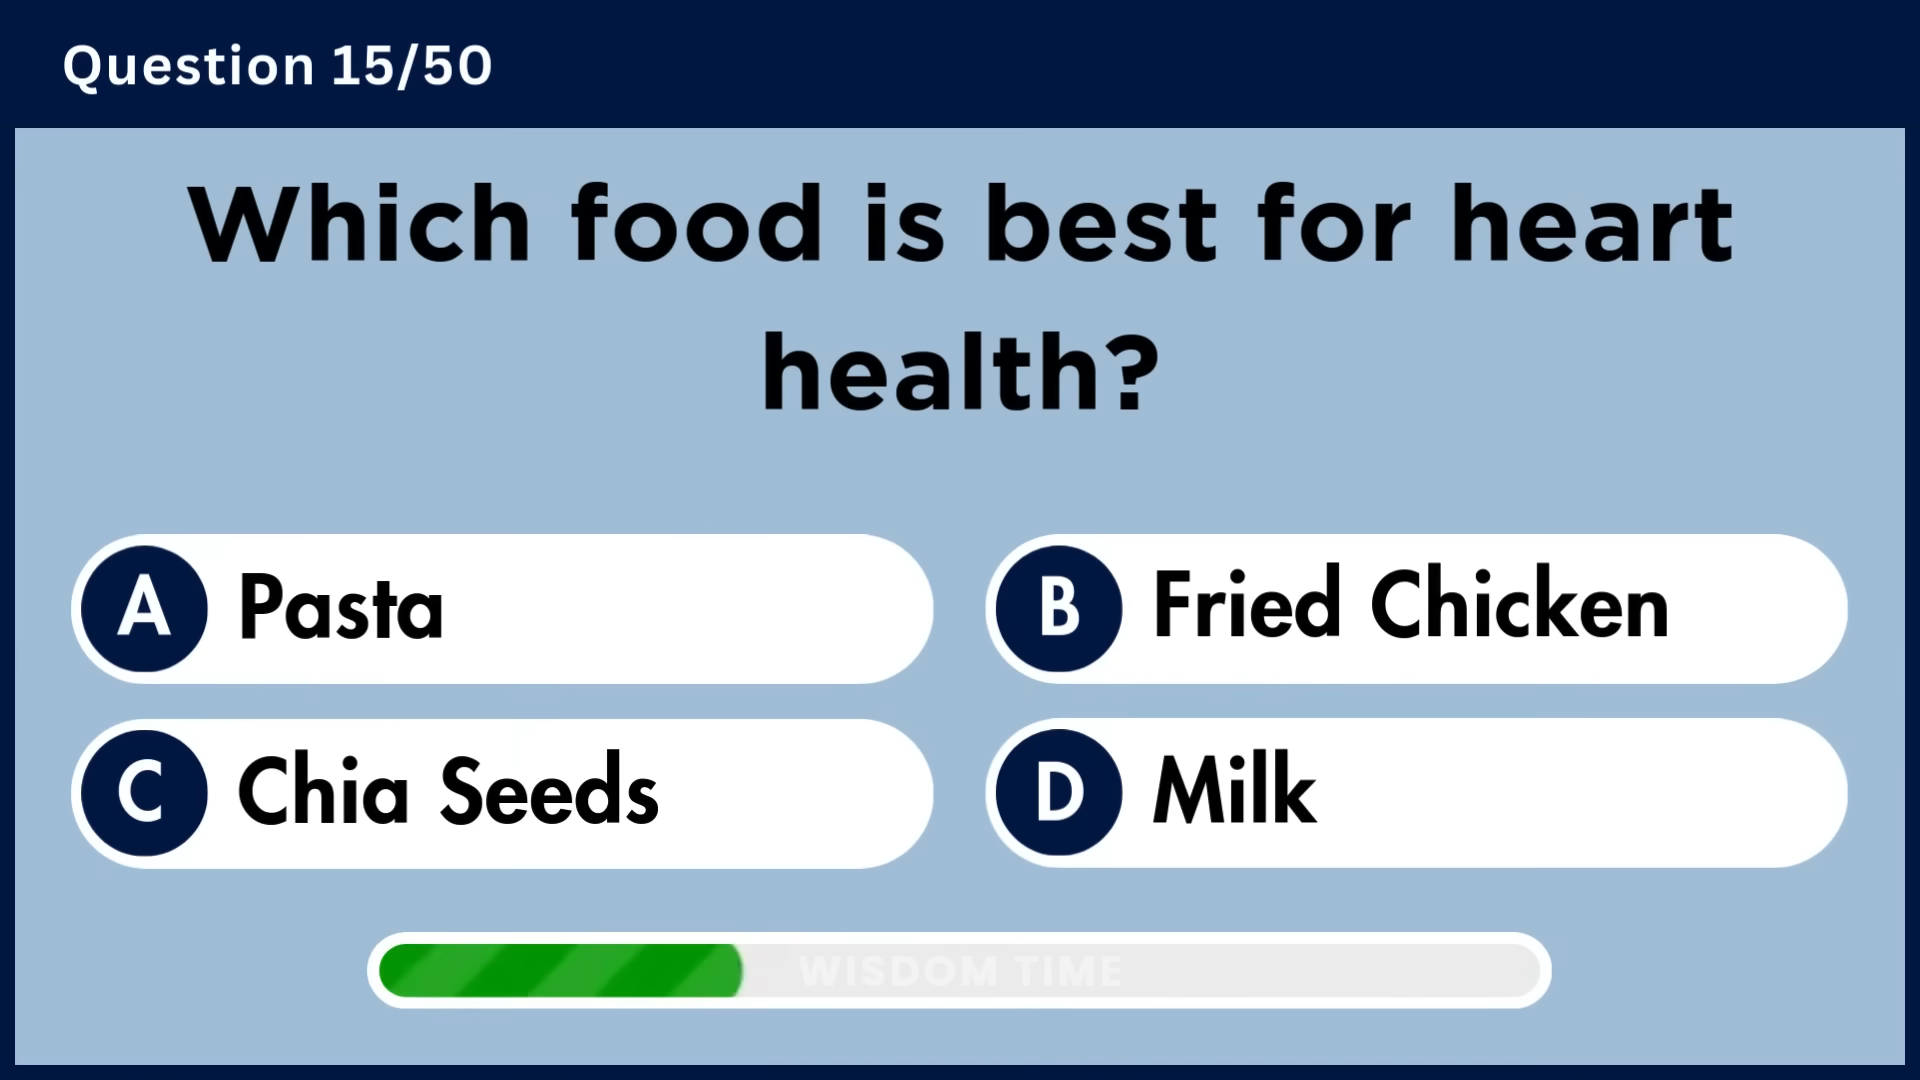 Question 15/50
Which food is best for heart
health?
A Pasta
B Fried Chicken
C Chia Seeds
D Milk
WISDOM TIME